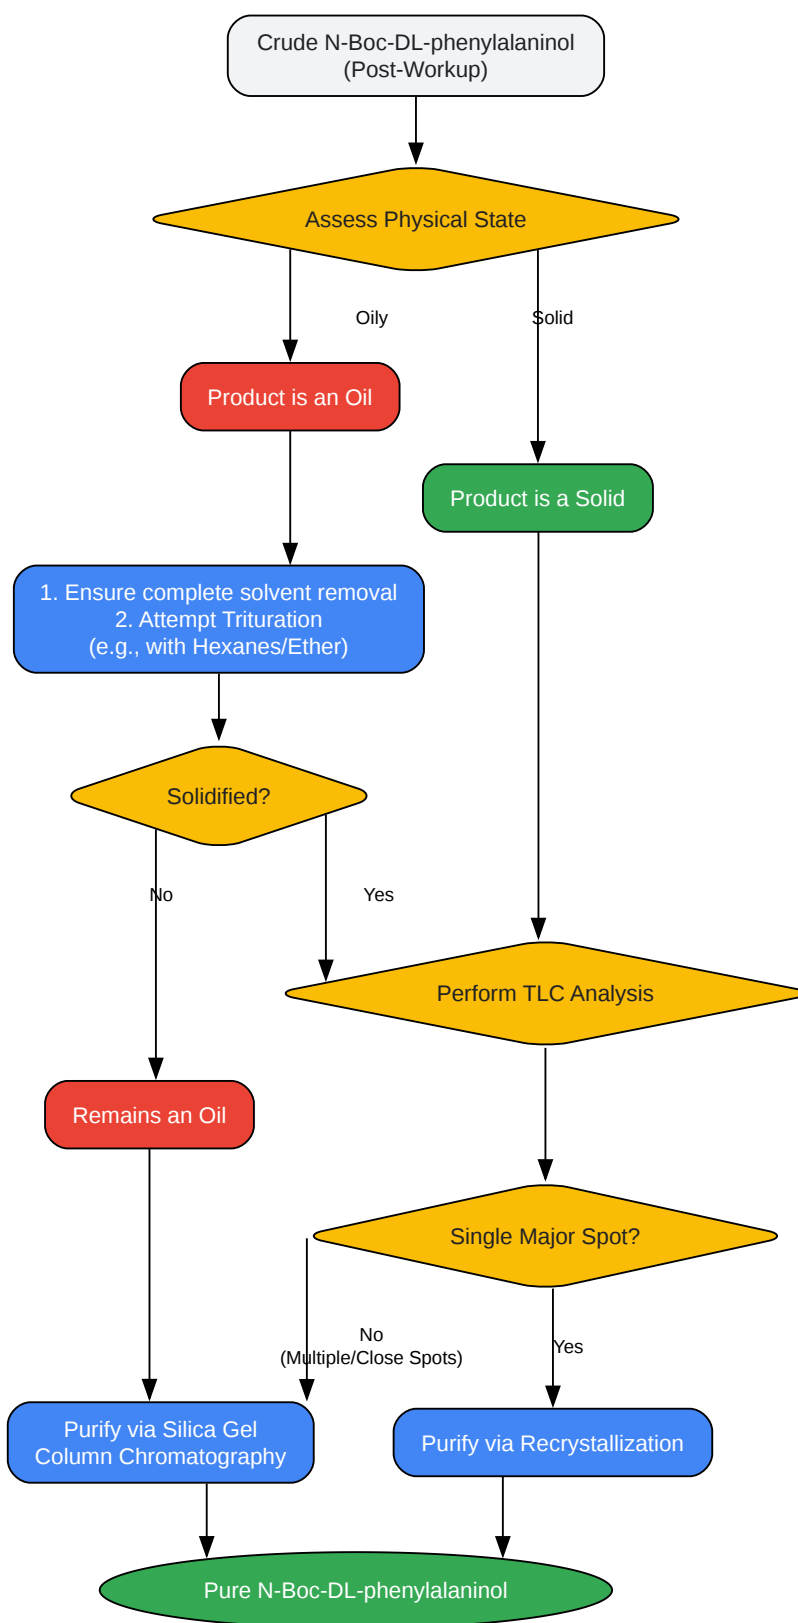 Crude N-Boc-DL-phenylalaninol
(Post-Workup)
Assess Physical State
Oily
Solid
Product is an Oil
Product is a Solid
1. Ensure complete solvent removal
2. Attempt Trituration
(e.g., with Hexanes/Ether)
Solidified?
No
Yes
Perform TLC Analysis
Remains an Oil
Single Major Spot?
No
(Multiple/Close Spots)
Yes
Purify via Silica Gel
Column Chromatography
Purify via Recrystallization
Pure N-Boc-DL-phenylalaninol